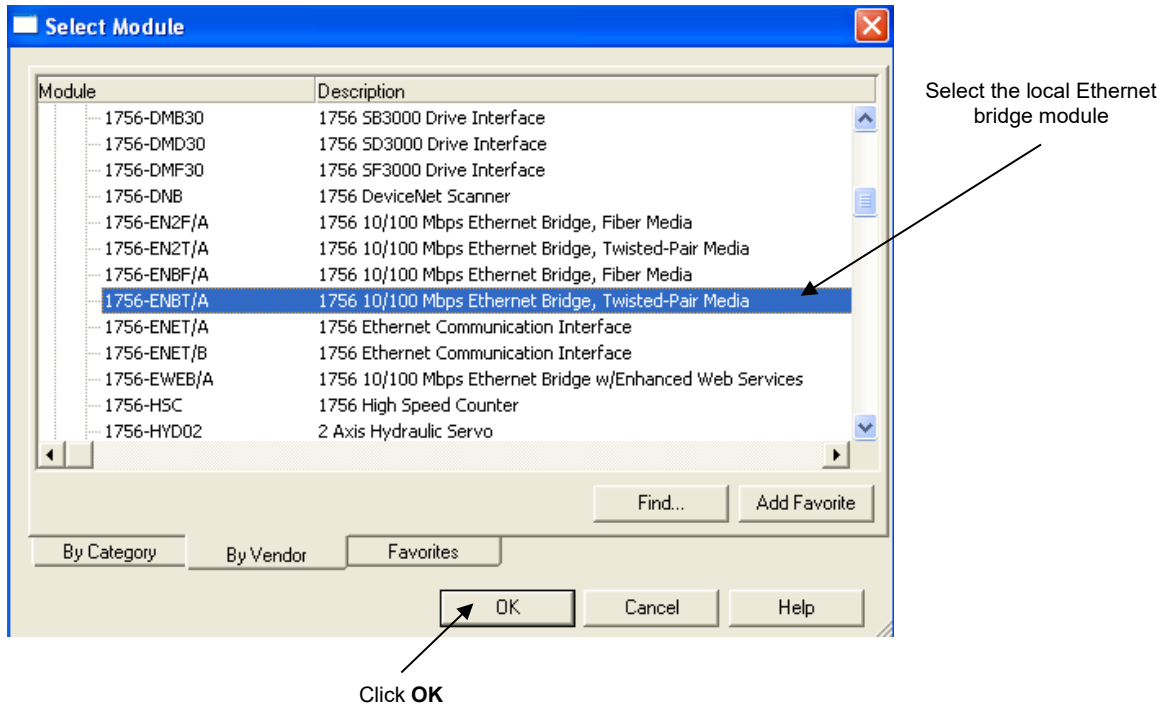 Select Module
Module Description
1756-DMB30 1756 SB3000 Drive Interface
1756-DMD30 1756 SD3000 Drive Interface
1756-DMF30 1756 SF3000 Drive Interface
1756-DNB 1756 DeviceNet Scanner
1756-EN2F/A 1756 10/100 Mbps Ethernet Bridge, Fiber Media
1756-EN2T/A 1756 10/100 Mbps Ethernet Bridge, Twisted-Pair Media
1756-ENBF/A 1756 10/100 Mbps Ethernet Bridge, Fiber Media
1756-ENBT/A 1756 10/100 Mbps Ethernet Bridge, Twisted-Pair Media
1756-ENET/A 1756 Ethernet Communication Interface
1756-ENET/B 1756 Ethernet Communication Interface
1756-EWEB/A 1756 10/100 Mbps Ethernet Bridge w/Enhanced Web Services
1756-HSC 1756 High Speed Counter
1756-HYD02 2 Axis Hydraulic Servo
Find... Add Favorite
By Category By Vendor Favorites
OK Cancel Help
Select the local Ethernet
bridge module
Click OK